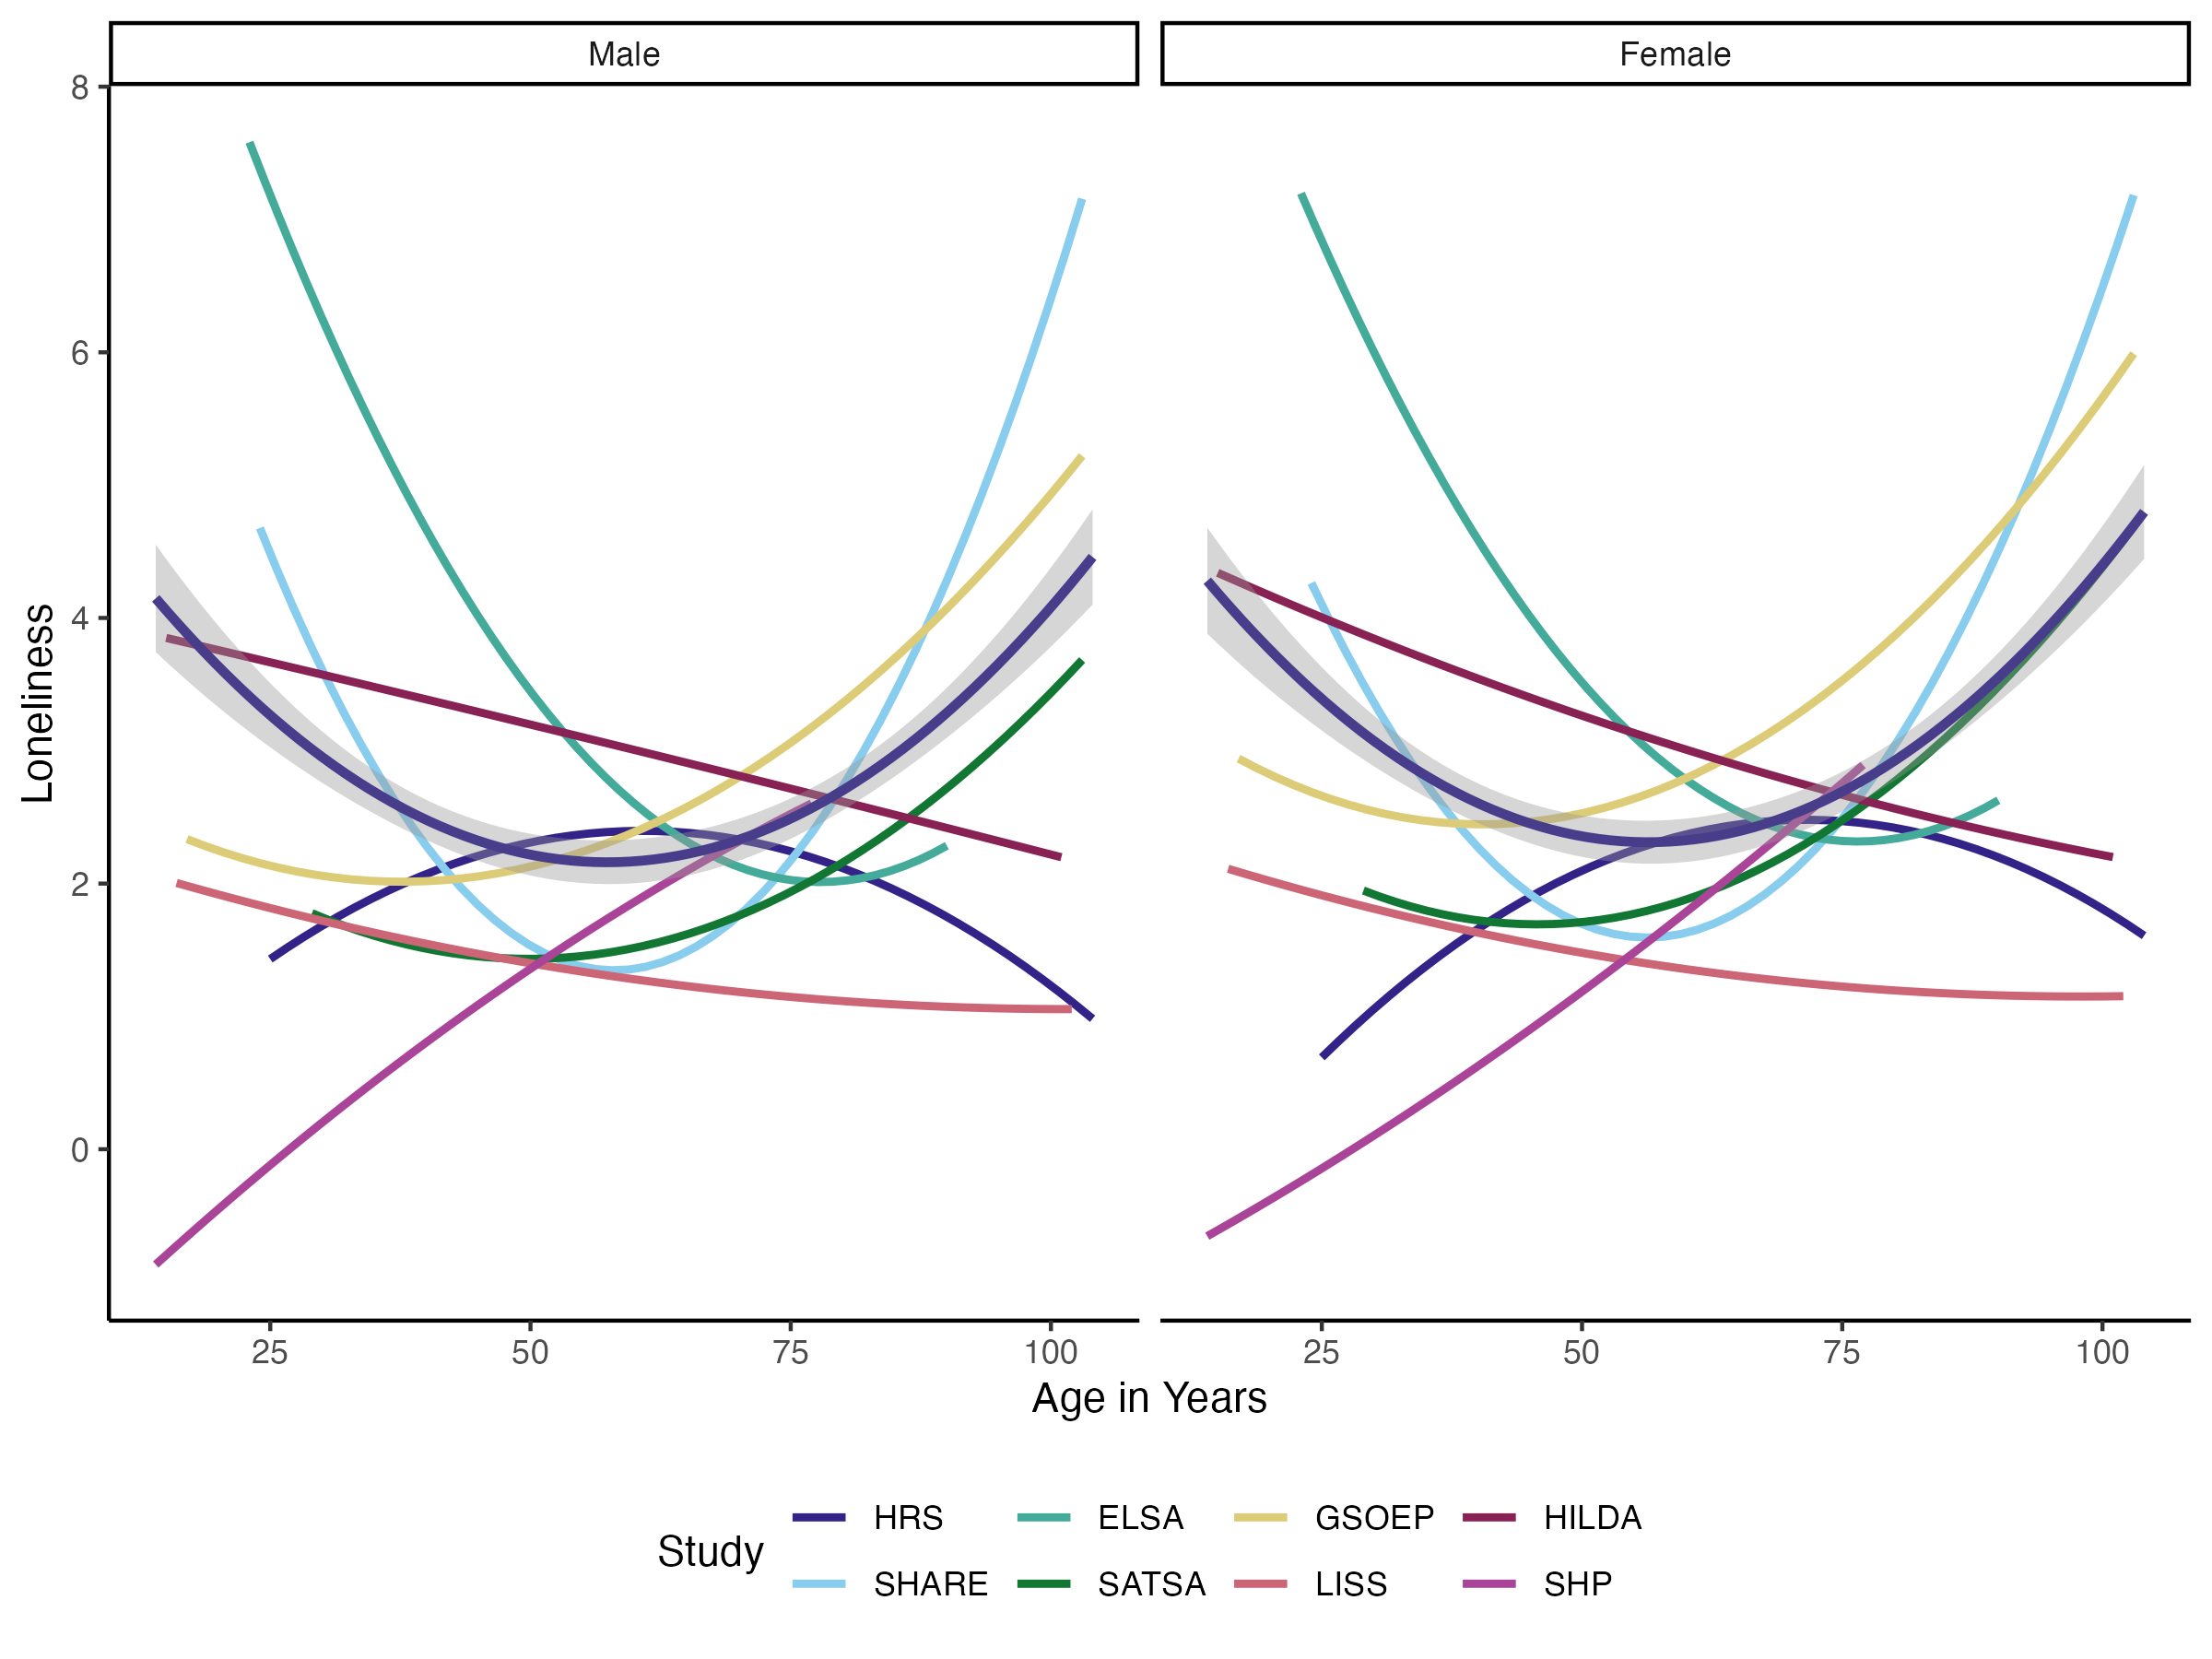 Male Female
8
6
4
2
0
Loneliness
25 50 75 100 25 50 75 100
Age in Years
Study
HRS ELSA GSOEP HILDA
SHARE SATSA LISS SHP